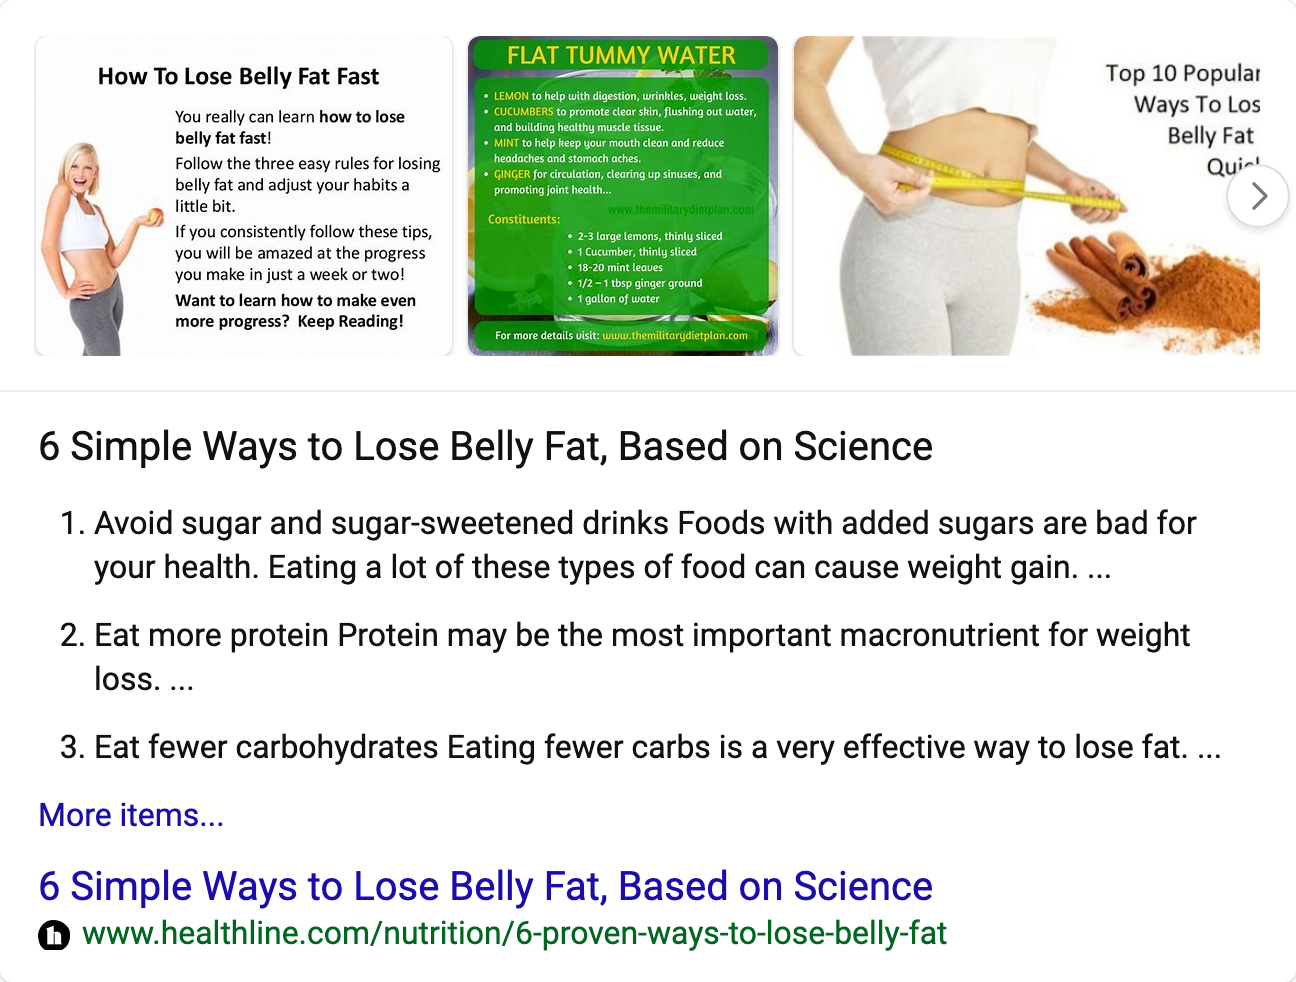 How To Lose Belly Fat Fast
You really can learn how to lose
belly fat fast!
Follow the three easy rules for losing
belly fat and adjust your habits a
little bit.
If you consistently follow these tips,
you will be amazed at the progress
you make in just a week or two!
Want to learn how to make even
more progress? Keep Reading!
FLAT TUMMY WATER
• LEMON to help with digestion, wrinkles, weight loss.
• CUCUMBERS to promote clear skin, flushing out water,
and building healthy muscle tissue.
• MINT to help keep your mouth clean and reduce
headaches and stomach aches.
• GINGER for circulation, clearing up sinuses, and
promoting joint health...
www.themilitarydietplan.com
Constituents:
• 2-3 large lemons, thinly sliced
• 1 Cucumber, thinly sliced
• 18-20 mint leaves
• 1/2 – 1 tbsp ginger ground
• 1 gallon of water
For more details visit: www.themilitarydietplan.com
Top 10 Popular
Ways To Los
Belly Fat
6 Simple Ways to Lose Belly Fat, Based on Science
1. Avoid sugar and sugar-sweetened drinks Foods with added sugars are bad for
your health. Eating a lot of these types of food can cause weight gain. ...
2. Eat more protein Protein may be the most important macronutrient for weight
loss. ...
3. Eat fewer carbohydrates Eating fewer carbs is a very effective way to lose fat. ...
More items...
6 Simple Ways to Lose Belly Fat, Based on Science
h www.healthline.com/nutrition/6-proven-ways-to-lose-belly-fat